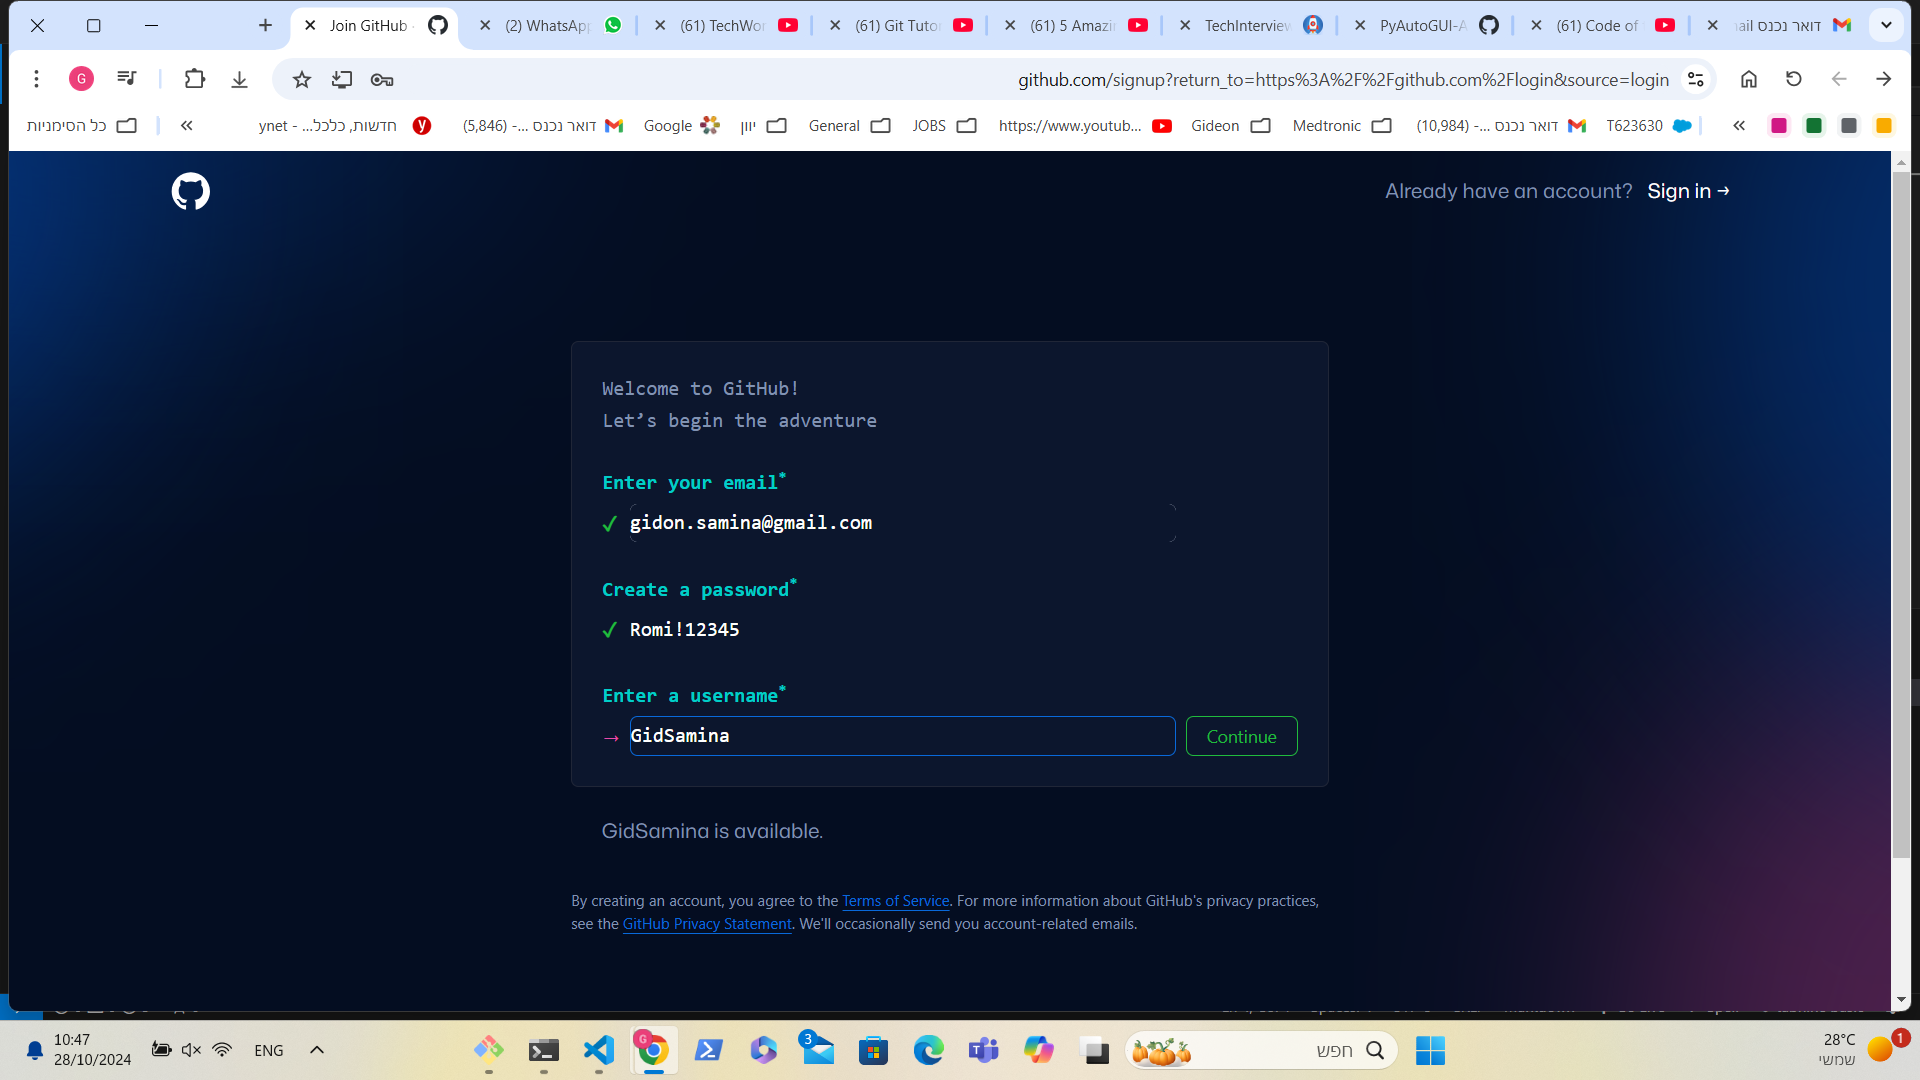 Join GitHub
(2) WhatsApp
(61) TechWor
(61) Git Tutor
(61) 5 Amazi
TechInterview
PyAutoGUI-A
(61) Code of
דואר נכנס
G
github.com/signup?return_to=https%3A%2F%2Fgithub.com%2Flogin&source=login
כל הסימניות
ynet - חדשות, כלכל...
דואר נכנס ...- (5,846)
Google
יוון
General
JOBS
https://www.youtub...
Gideon
Medtronic
דואר נכנס ...- (10,984)
T623630
Already have an account? Sign in →
Welcome to GitHub!
Let’s begin the adventure
Enter your email*
✓ gidon.samina@gmail.com
Create a password*
✓ Romi!12345
Enter a username*
→ GidSamina
Continue
GidSamina is available.
By creating an account, you agree to the Terms of Service. For more information about GitHub's privacy practices,
see the GitHub Privacy Statement. We'll occasionally send you account-related emails.
10:47
28/10/2024
ENG
G
3
חפש
28°C
שמשי
1